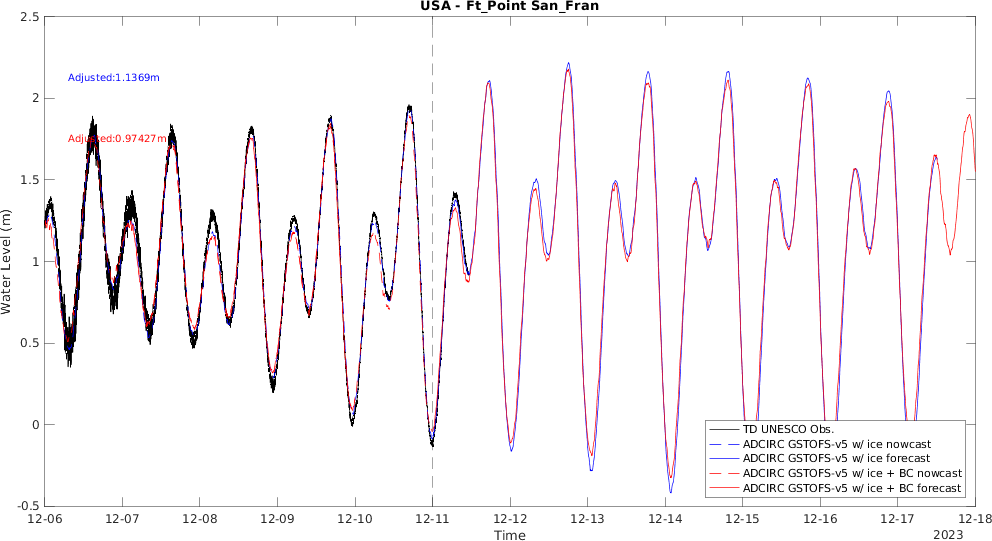 USA - Ft_Point San_Fran
2.5
2
1.5
1
0.5
0
-0.5
Water Level (m)
Adjusted:1.1369m
Adjusted:0.97427m
TD UNESCO Obs.
ADCIRC GSTOFS-v5 w/ ice nowcast
ADCIRC GSTOFS-v5 w/ ice forecast
ADCIRC GSTOFS-v5 w/ ice + BC nowcast
ADCIRC GSTOFS-v5 w/ ice + BC forecast
12-06 12-07 12-08 12-09 12-10 12-11 12-12 12-13 12-14 12-15 12-16 12-17 12-18
Time
2023